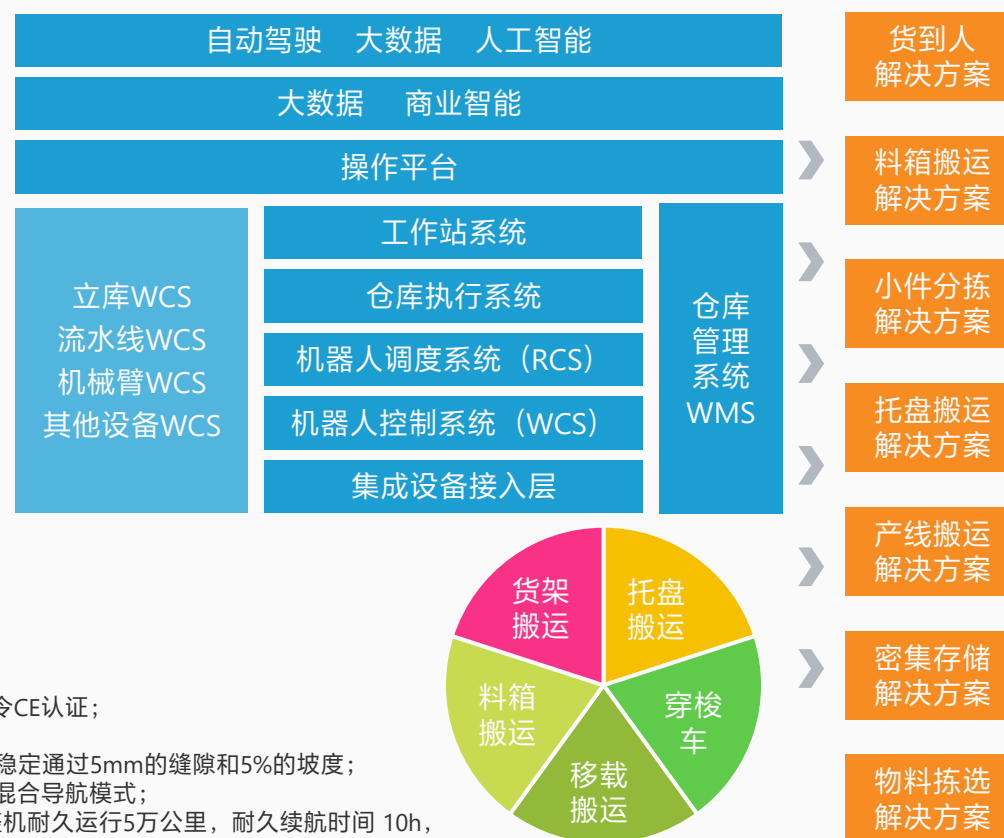 自动驾驶 大数据 人工智能
大数据 商业智能
操作平台
立库WCS
流水线WCS
机械臂WCS
其他设备WCS
工作站系统
仓库执行系统
机器人调度系统（RCS）
机器人控制系统（WCS）
集成设备接入层
仓库
管理
系统
WMS
货到人
解决方案
料箱搬运
解决方案
小件分拣
解决方案
托盘搬运
解决方案
产线搬运
解决方案
密集存储
解决方案
物料拣选
解决方案
货架
搬运
托盘
搬运
料箱
搬运
穿梭
车
移载
搬运
令CE认证；
稳定通过5mm的缝隙和5%的坡度；
混合导航模式；
整机耐久运行5万公里，耐久续航时间 10h，